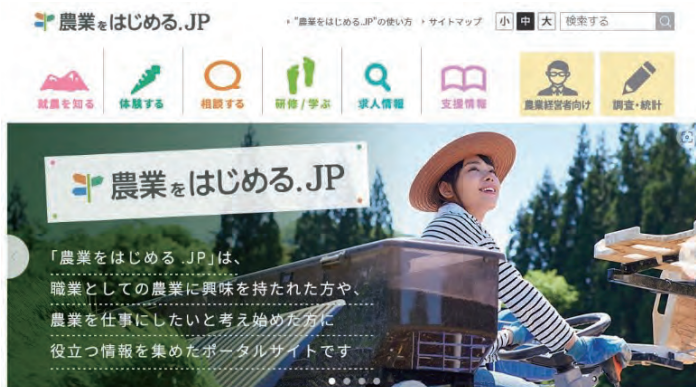 農業をはじめる.JP
"農業をはじめる.JP"の使い方
サイトマップ
小 中 大
検索する
就農を知る
体験する
相談する
研修/学ぶ
求人情報
支援情報
農業経営者向け
調査・統計
農業をはじめる.JP
「農業をはじめる.JP」は、
職業としての農業に興味を持たれた方や、
農業を仕事にしたいと考え始めた方に
役立つ情報を集めたポータルサイトです